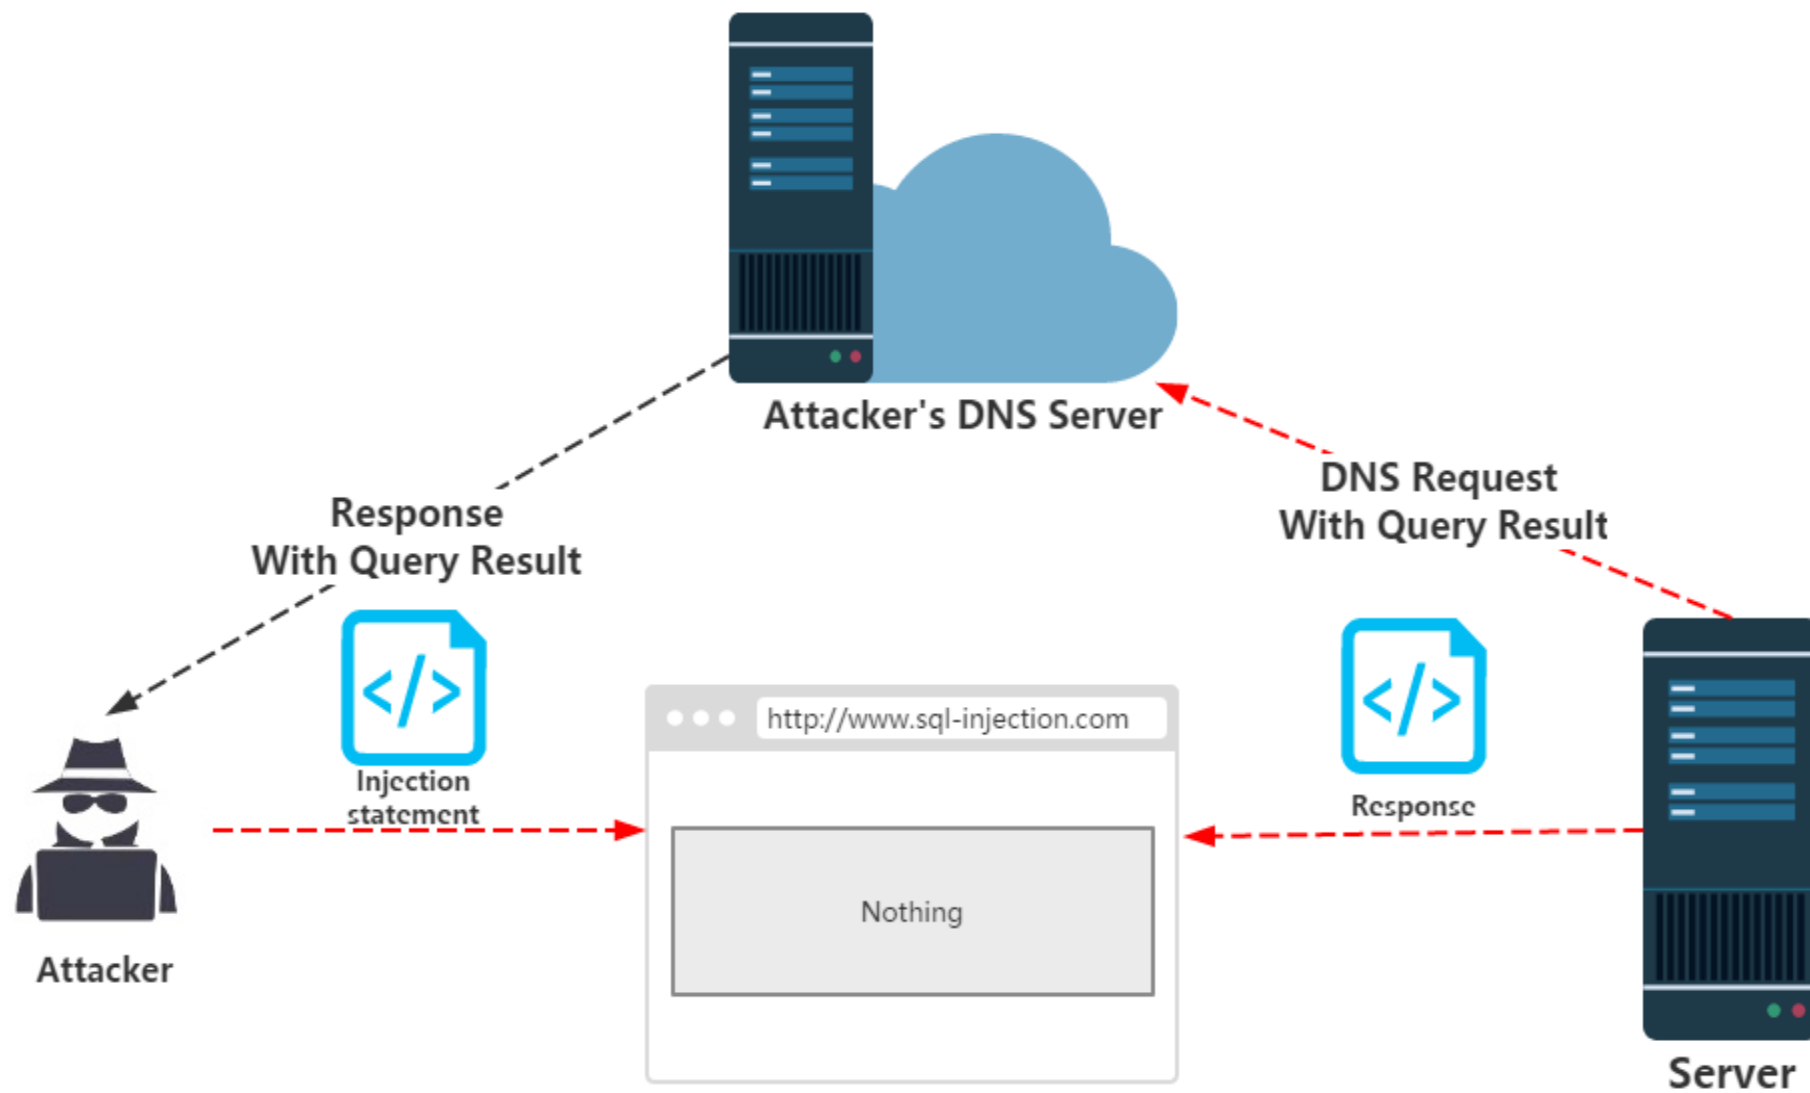 Attacker's DNS Server
DNS Request
With Query Result
Response
With Query Result
Injection
statement
http://www.sql-injection.com
Response
Nothing
Attacker
Server